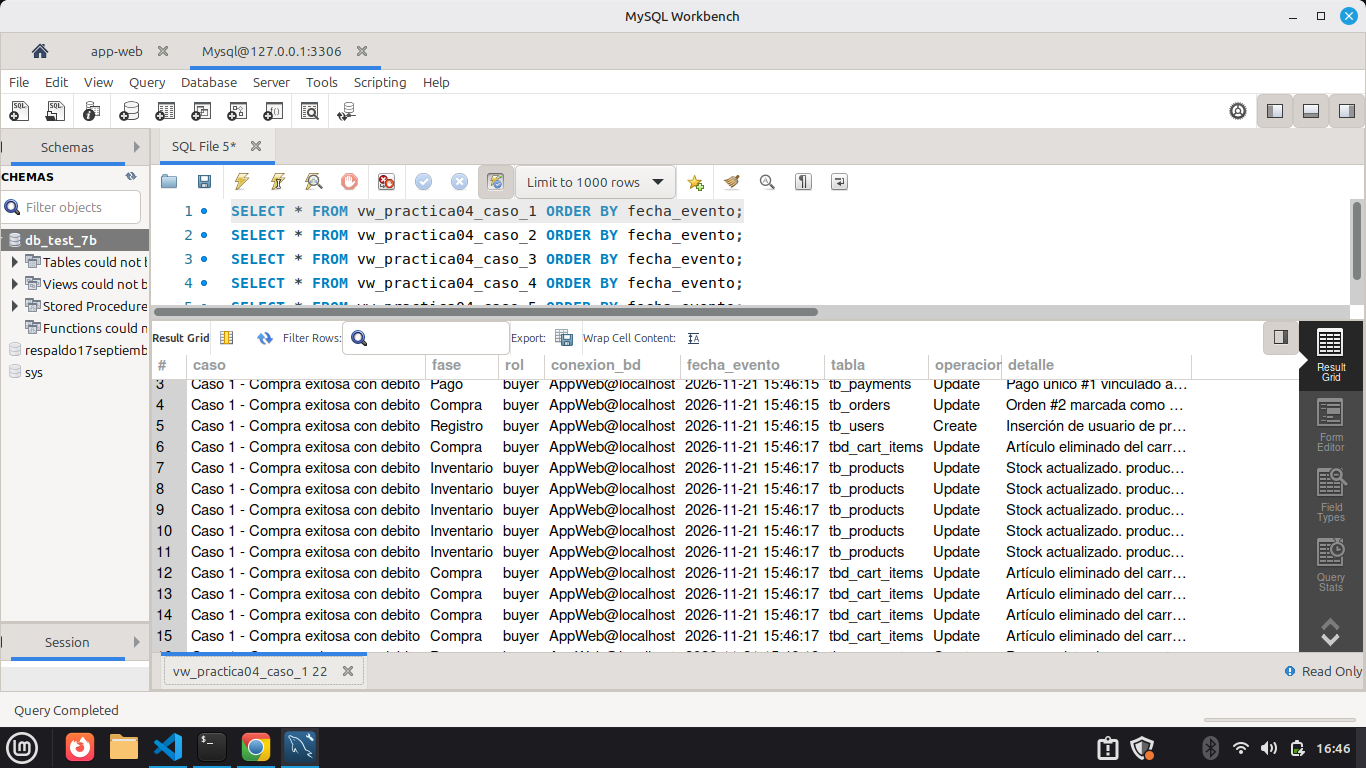 MySQL Workbench
app-web
Mysql@127.0.0.1:3306
File Edit View Query Database Server Tools Scripting Help
Schemas
SQL File 5*
SCHEMAS
Limit to 1000 rows
Filter objects
1 SELECT * FROM vw_practica04_caso_1 ORDER BY fecha_evento;
2 SELECT * FROM vw_practica04_caso_2 ORDER BY fecha_evento;
3 SELECT * FROM vw_practica04_caso_3 ORDER BY fecha_evento;
4 SELECT * FROM vw_practica04_caso_4 ORDER BY fecha_evento;
db_test_7b
Tables could not b
Views could not b
Stored Procedure
Functions could n
respaldo17septiemb
sys
Result Grid Filter Rows: Export: Wrap Cell Content:
# caso fase rol conexion_bd fecha_evento tabla operacion detalle
3 Caso 1 - Compra exitosa con debito Pago buyer AppWeb@localhost 2026-11-21 15:46:15 tb_payments Update Pago unico #1 vinculado a...
4 Caso 1 - Compra exitosa con debito Compra buyer AppWeb@localhost 2026-11-21 15:46:15 tb_orders Update Orden #2 marcada como ...
5 Caso 1 - Compra exitosa con debito Registro buyer AppWeb@localhost 2026-11-21 15:46:15 tb_users Create Inserción de usuario de pr...
6 Caso 1 - Compra exitosa con debito Compra buyer AppWeb@localhost 2026-11-21 15:46:17 tbd_cart_items Update Artículo eliminado del carr...
7 Caso 1 - Compra exitosa con debito Inventario buyer AppWeb@localhost 2026-11-21 15:46:17 tb_products Update Stock actualizado. produc...
8 Caso 1 - Compra exitosa con debito Inventario buyer AppWeb@localhost 2026-11-21 15:46:17 tb_products Update Stock actualizado. produc...
9 Caso 1 - Compra exitosa con debito Inventario buyer AppWeb@localhost 2026-11-21 15:46:17 tb_products Update Stock actualizado. produc...
10 Caso 1 - Compra exitosa con debito Inventario buyer AppWeb@localhost 2026-11-21 15:46:17 tb_products Update Stock actualizado. produc...
11 Caso 1 - Compra exitosa con debito Inventario buyer AppWeb@localhost 2026-11-21 15:46:17 tb_products Update Stock actualizado. produc...
12 Caso 1 - Compra exitosa con debito Compra buyer AppWeb@localhost 2026-11-21 15:46:17 tbd_cart_items Update Artículo eliminado del carr...
13 Caso 1 - Compra exitosa con debito Compra buyer AppWeb@localhost 2026-11-21 15:46:17 tbd_cart_items Update Artículo eliminado del carr...
14 Caso 1 - Compra exitosa con debito Compra buyer AppWeb@localhost 2026-11-21 15:46:17 tbd_cart_items Update Artículo eliminado del carr...
15 Caso 1 - Compra exitosa con debito Compra buyer AppWeb@localhost 2026-11-21 15:46:17 tbd_cart_items Update Artículo eliminado del carr...
Result
Grid
Form
Editor
Field
Types
Query
Stats
Session
vw_practica04_caso_1 22
Read Only
Query Completed
16:46